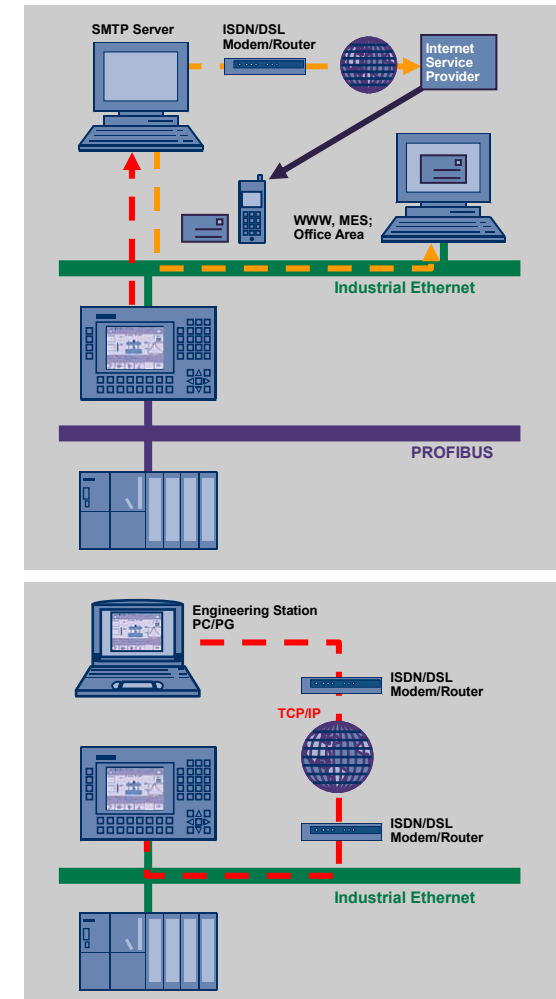 SMTP Server
ISDN/DSL
Modem/Router
Internet
Service
Provider
WWW, MES;
Office Area
Industrial Ethernet
PROFIBUS
Engineering Station
PC/PG
ISDN/DSL
Modem/Router
TCP/IP
ISDN/DSL
Modem/Router
Industrial Ethernet